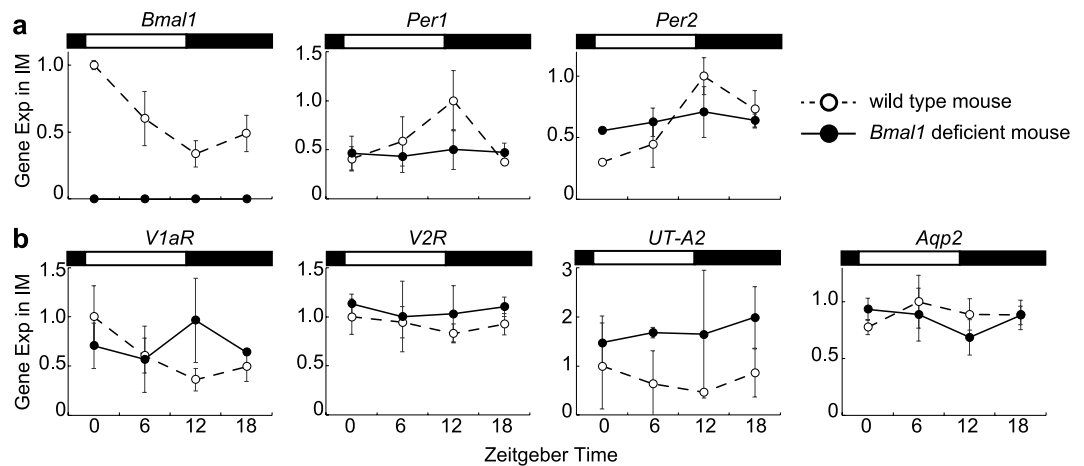 a
Bmal1
Per1
Per2
Gene Exp in IM
1.0
0.5
0
1.5
1.0
0.5
0
1.0
0.5
0
wild type mouse
Bmal1 deficient mouse
b
V1aR
V2R
UT-A2
Aqp2
Gene Exp in IM
1.5
1.0
0.5
0
1.5
1.0
0.5
0
3
2
1
0
1.0
0.5
0
0 6 12 18
0 6 12 18
0 6 12 18
0 6 12 18
Zeitgeber Time